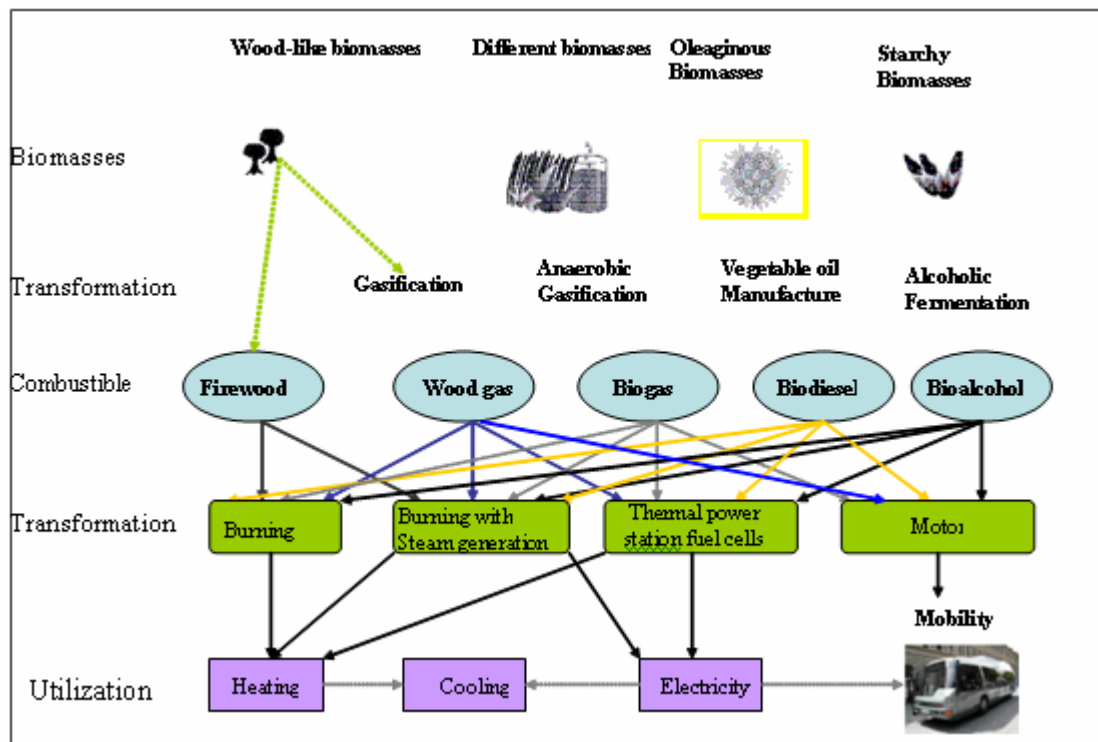 Wood-like biomasses
Different biomasses
Oleaginous
Biomasses
Starchy
Biomasses
Biomasses
Transformation
Gasification
Anaerobic
Gasification
Vegetable oil
Manufacture
Alcoholic
Fermentation
Combustible
Firewood
Wood gas
Biogas
Biodiesel
Bioalcohol
Transformation
Burning
Burning with
Steam generation
Thermal power
station fuel cells
Motor
Mobility
Utilization
Heating
Cooling
Electricity